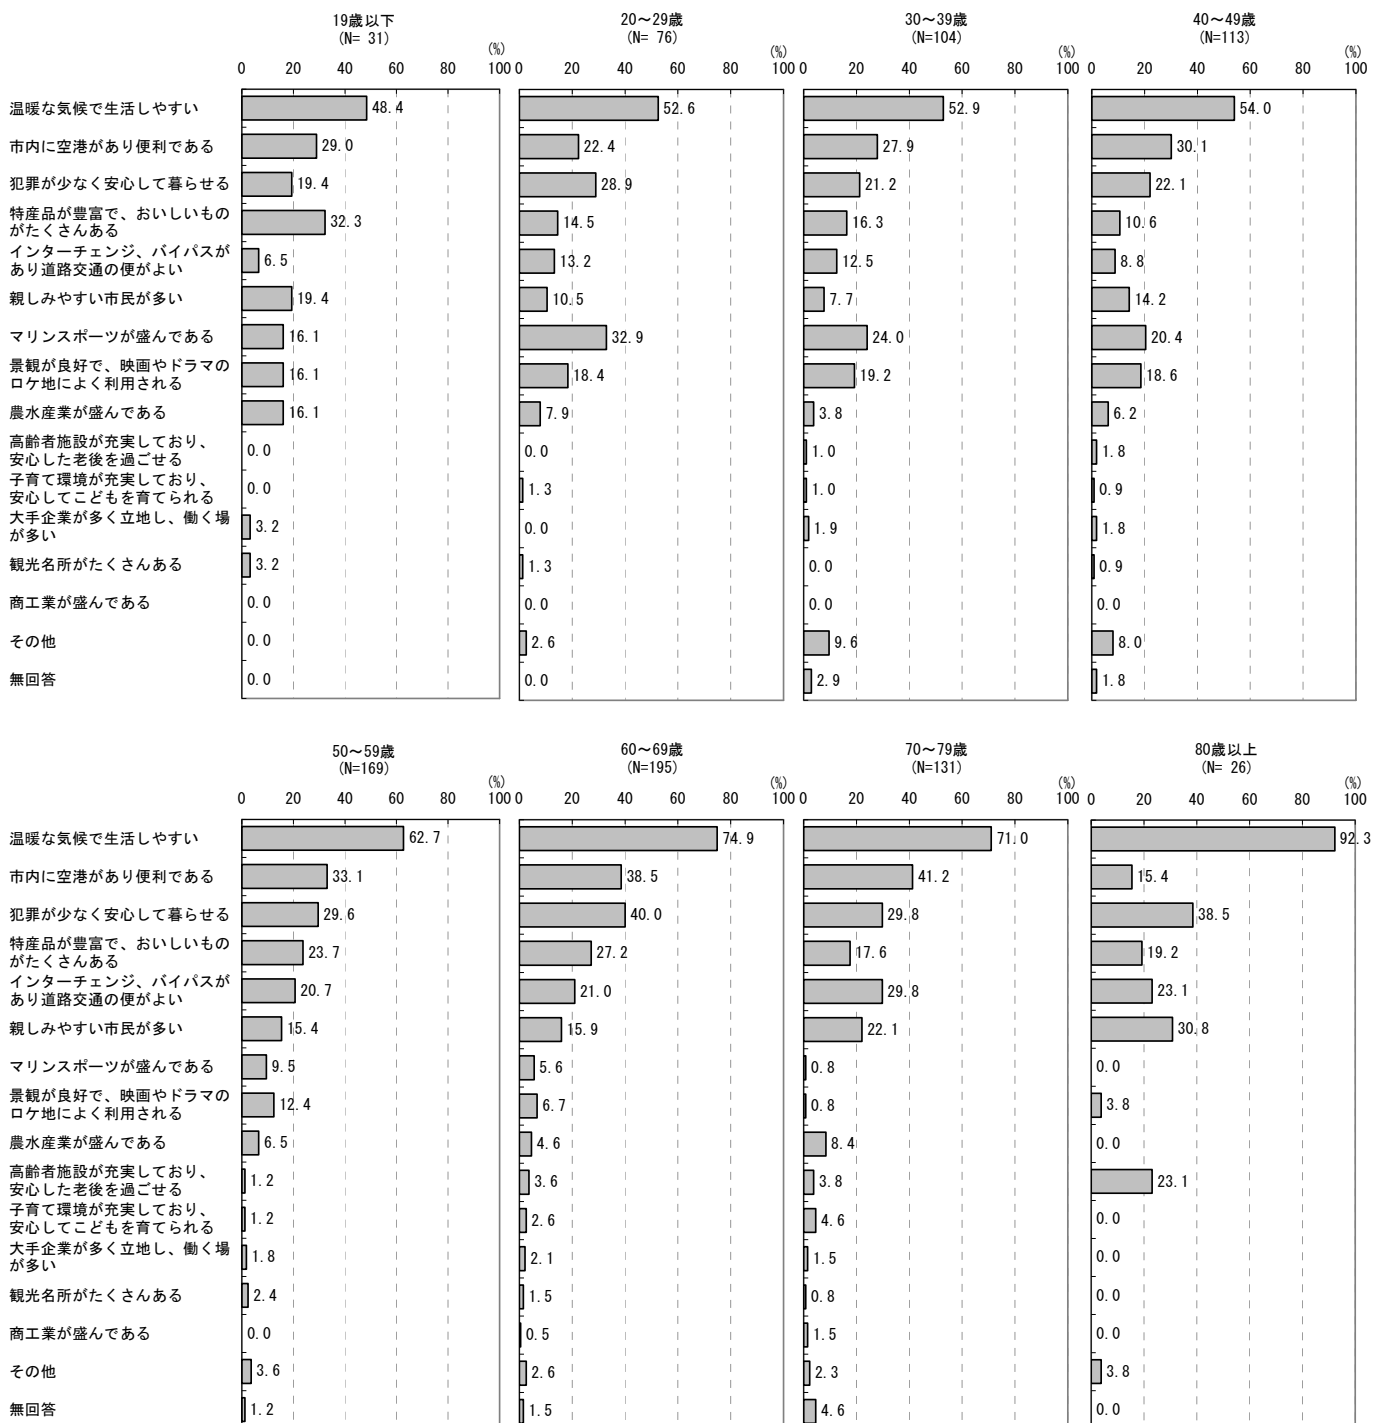 19歳以下
(N= 31)
20～29歳
(N= 76)
30～39歳
(N=104)
40～49歳
(N=113)
(%)
(%)
(%)
(%)
0 20 40 60 80 100
0 20 40 60 80 100
0 20 40 60 80 100
0 20 40 60 80 100
温暖な気候で生活しやすい
48.4
52.6
52.9
54.0
市内に空港があり便利である
29.0
22.4
27.9
30.1
犯罪が少なく安心して暮らせる
19.4
28.9
21.2
22.1
特産品が豊富で、おいしいもの
がたくさんある
32.3
14.5
16.3
10.6
インターチェンジ、バイパスが
あり道路交通の便がよい
6.5
13.2
12.5
8.8
親しみやすい市民が多い
19.4
10.5
7.7
14.2
マリンスポーツが盛んである
16.1
32.9
24.0
20.4
景観が良好で、映画やドラマの
ロケ地によく利用される
16.1
18.4
19.2
18.6
農水産業が盛んである
16.1
7.9
3.8
6.2
高齢者施設が充実しており、
安心した老後を過ごせる
0.0
0.0
1.0
1.8
子育て環境が充実しており、
安心してこどもを育てられる
0.0
1.3
1.0
0.9
大手企業が多く立地し、働く場
が多い
3.2
0.0
1.9
1.8
観光名所がたくさんある
3.2
1.3
0.0
0.9
商工業が盛んである
0.0
0.0
0.0
0.0
その他
0.0
2.6
9.6
8.0
無回答
0.0
0.0
2.9
1.8
50～59歳
(N=169)
60～69歳
(N=195)
70～79歳
(N=131)
80歳以上
(N= 26)
(%)
(%)
(%)
(%)
0 20 40 60 80 100
0 20 40 60 80 100
0 20 40 60 80 100
0 20 40 60 80 100
温暖な気候で生活しやすい
62.7
74.9
71.0
92.3
市内に空港があり便利である
33.1
38.5
41.2
15.4
犯罪が少なく安心して暮らせる
29.6
40.0
29.8
38.5
特産品が豊富で、おいしいもの
がたくさんある
23.7
27.2
17.6
19.2
インターチェンジ、バイパスが
あり道路交通の便がよい
20.7
21.0
29.8
23.1
親しみやすい市民が多い
15.4
15.9
22.1
30.8
マリンスポーツが盛んである
9.5
5.6
0.8
0.0
景観が良好で、映画やドラマの
ロケ地によく利用される
12.4
6.7
0.8
3.8
農水産業が盛んである
6.5
4.6
8.4
0.0
高齢者施設が充実しており、
安心した老後を過ごせる
1.2
3.6
3.8
23.1
子育て環境が充実しており、
安心してこどもを育てられる
1.2
2.6
4.6
0.0
大手企業が多く立地し、働く場
が多い
1.8
2.1
1.5
0.0
観光名所がたくさんある
2.4
1.5
0.8
0.0
商工業が盛んである
0.0
0.5
1.5
0.0
その他
3.6
2.6
2.3
3.8
無回答
1.2
1.5
4.6
0.0